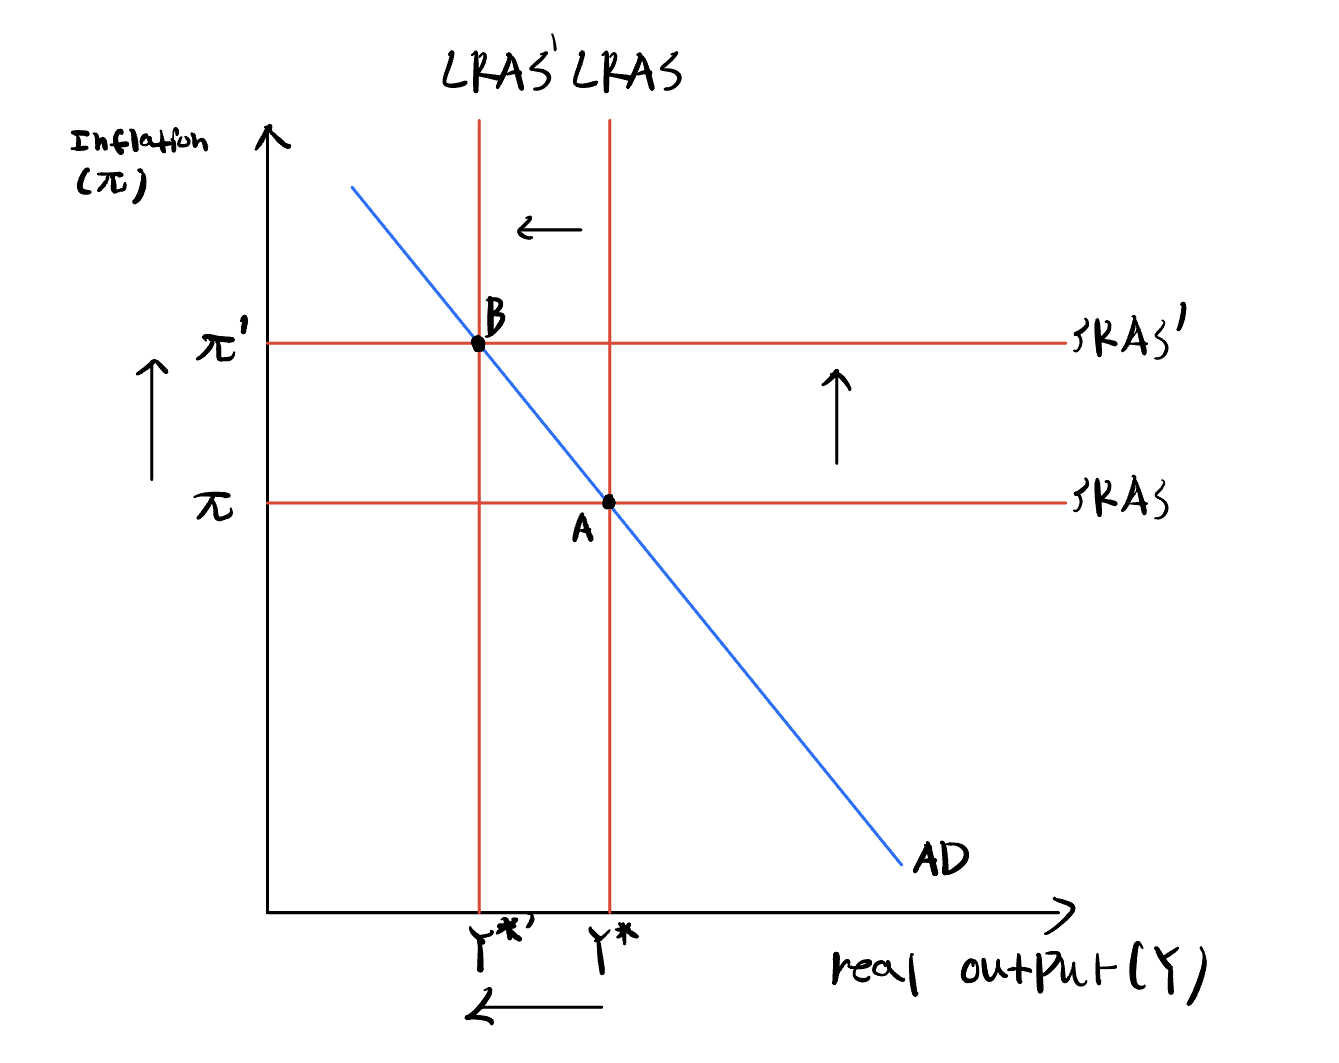 LRAS' LRAS
Inflation
(π)
B
π'
SRAS'
π
SRAS
A
AD
Y*' Y*
real output (Y)